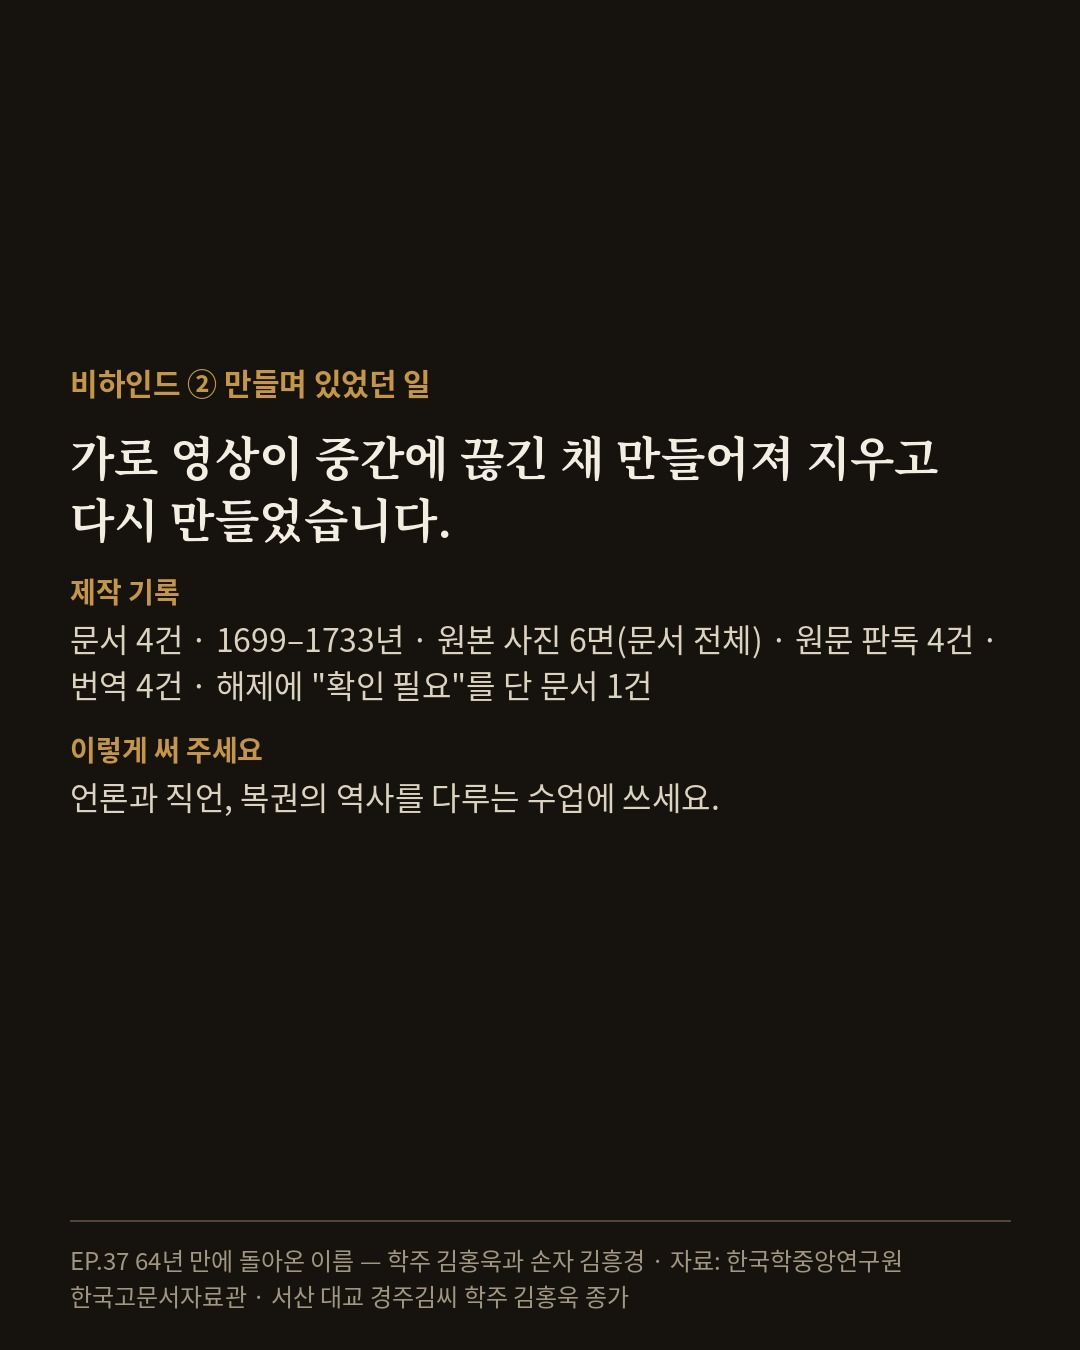 비하인드 ② 만들며 있었던 일
가로 영상이 중간에 끊긴 채 만들어져 지우고
다시 만들었습니다.
제작 기록
문서 4건 · 1699–1733년 · 원본 사진 6면(문서 전체) · 원문 판독 4건 ·
번역 4건 · 해제에 "확인 필요"를 단 문서 1건
이렇게 써 주세요
언론과 직언, 복권의 역사를 다루는 수업에 쓰세요.
EP.37 64년 만에 돌아온 이름 — 학주 김홍욱과 손자 김흥경 · 자료: 한국학중앙연구원
한국고문서자료관 · 서산 대교 경주김씨 학주 김홍욱 종가